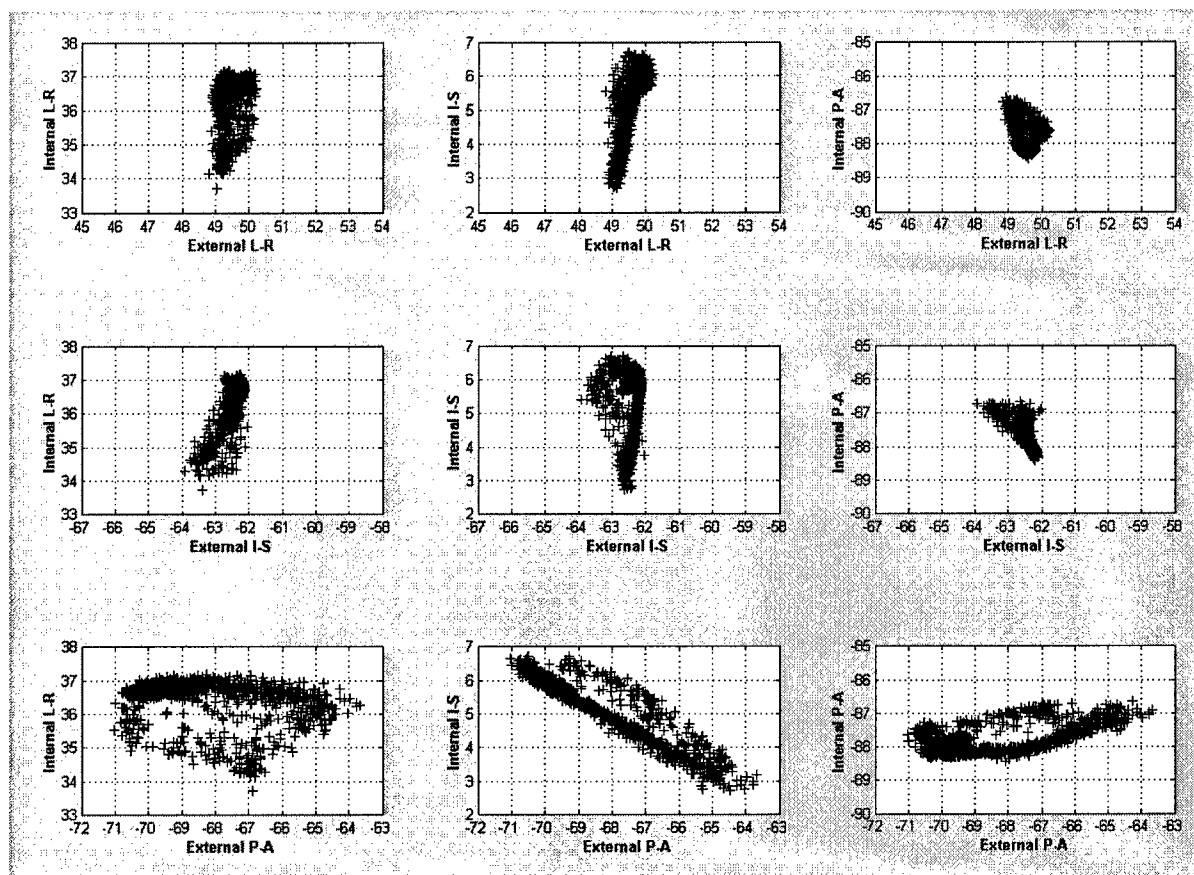 38
37
36
35
34
33
Internal L-R
45 46 47 48 49 50 51 52 53 54
External L-R
7
6
5
4
3
2
Internal I-S
45 46 47 48 49 50 51 52 53 54
External L-R
-85
-86
-87
-88
-89
-90
Internal P-A
45 46 47 48 49 50 51 52 53 54
External L-R
38
37
36
35
34
33
Internal L-R
-67 -66 -65 -64 -63 -62 -61 -60 -59 -58
External I-S
7
6
5
4
3
2
Internal I-S
-67 -66 -65 -64 -63 -62 -61 -60 -59 -58
External I-S
-85
-86
-87
-88
-89
-90
Internal P-A
-67 -66 -65 -64 -63 -62 -61 -60 -59 -58
External I-S
38
37
36
35
34
33
Internal L-R
-72 -71 -70 -69 -68 -67 -66 -65 -64 -63
External P-A
7
6
5
4
3
2
Internal I-S
-72 -71 -70 -69 -68 -67 -66 -65 -64 -63
External P-A
-85
-86
-87
-88
-89
-90
Internal P-A
-72 -71 -70 -69 -68 -67 -66 -65 -64 -63
External P-A